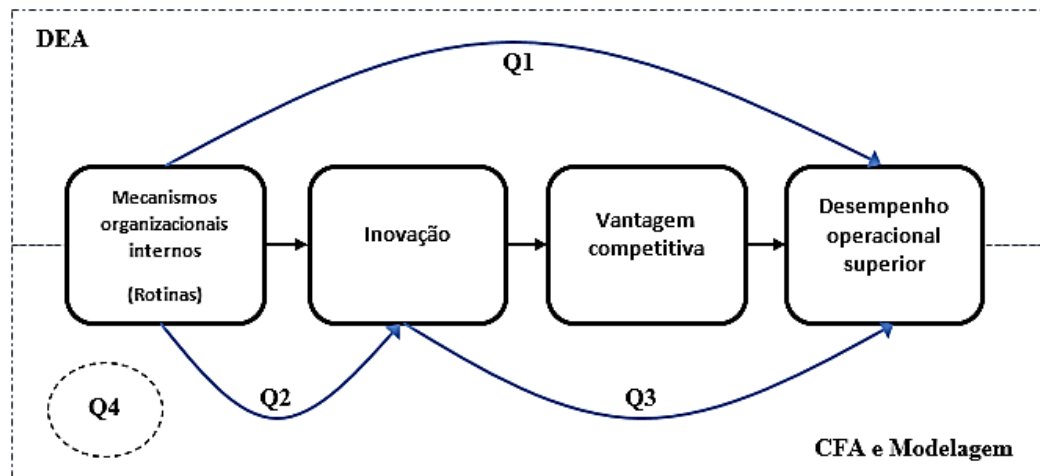 DEA
Q1
Mecanismos
organizacionais
internos
(Rotinas)
Inovação
Vantagem
competitiva
Desempenho
operacional
superior
Q4
Q2
Q3
CFA e Modelagem